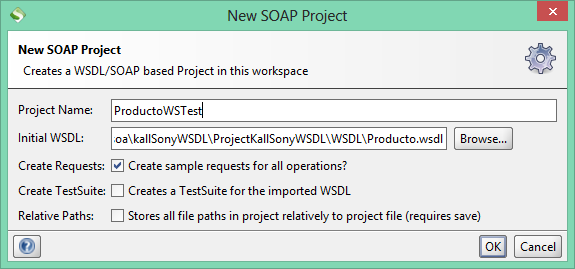 New SOAP Project
New SOAP Project
Creates a WSDL/SOAP based Project in this workspace
Project Name: ProductoWSTest
Initial WSDL: oa\kallSonyWSDL\ProjectKallSonyWSDL\WSDL\Producto.wsdl Browse...
Create Requests: Create sample requests for all operations?
Create TestSuite: Creates a TestSuite for the imported WSDL
Relative Paths: Stores all file paths in project relatively to project file (requires save)
OK Cancel